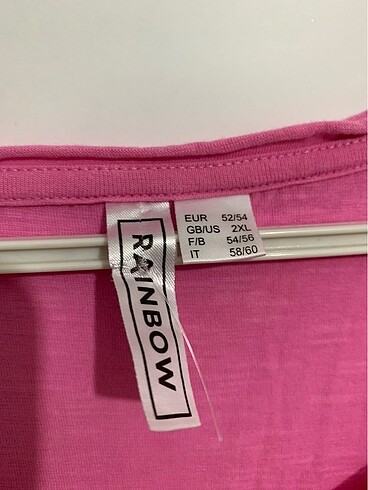 RAINBOW
EUR 52/54
GB/US 2XL
F/B 54/56
IT 58/60